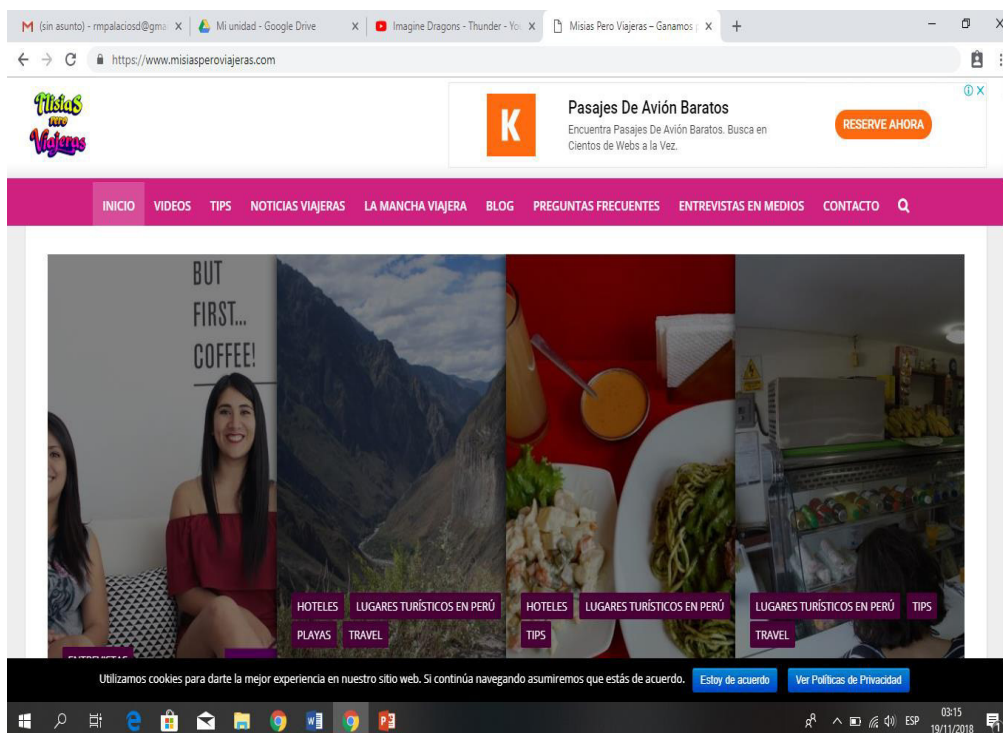 (sin asunto) - rmpalaciosd@gma
Mi unidad - Google Drive
Imagine Dragons - Thunder - You
Misias Pero Viajeras – Ganamos p
https://www.misiasperoviajeras.com
Misias
pero
Viajeras
K
Pasajes De Avión Baratos
Encuentra Pasajes De Avión Baratos. Busca en
Cientos de Webs a la Vez.
RESERVE AHORA
INICIO VIDEOS TIPS NOTICIAS VIAJERAS LA MANCHA VIAJERA BLOG PREGUNTAS FRECUENTES ENTREVISTAS EN MEDIOS CONTACTO
BUT
FIRST...
COFFEE!
ENTREVISTAS
HOTELES LUGARES TURÍSTICOS EN PERÚ
PLAYAS TRAVEL
HOTELES LUGARES TURÍSTICOS EN PERÚ
TIPS
LUGARES TURÍSTICOS EN PERÚ TIPS
TRAVEL
Utilizamos cookies para darte la mejor experiencia en nuestro sitio web. Si continúa navegando asumiremos que estás de acuerdo. Estoy de acuerdo Ver Políticas de Privacidad
ESP
03:15
19/11/2018